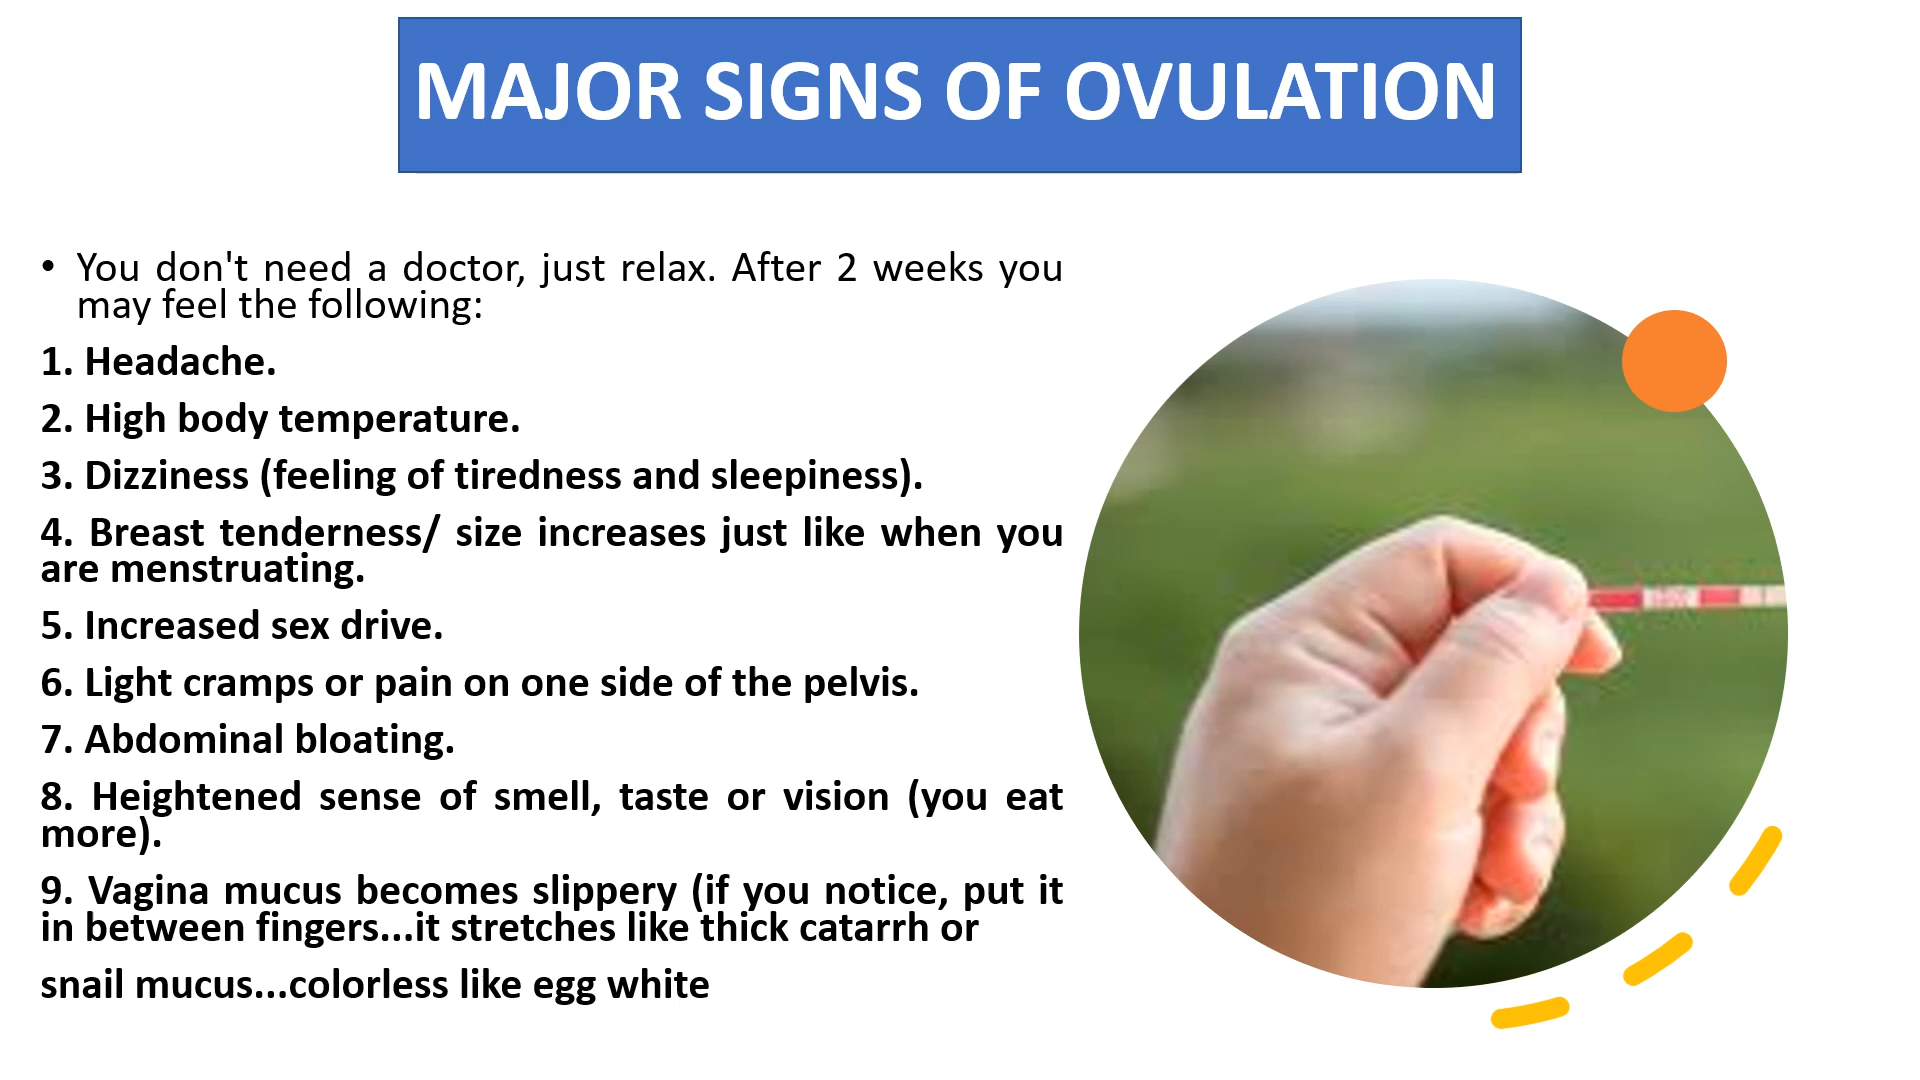 MAJOR SIGNS OF OVULATION
• You don't need a doctor, just relax. After 2 weeks you
may feel the following:
1. Headache.
2. High body temperature.
3. Dizziness (feeling of tiredness and sleepiness).
4. Breast tenderness/ size increases just like when you
are menstruating.
5. Increased sex drive.
6. Light cramps or pain on one side of the pelvis.
7. Abdominal bloating.
8. Heightened sense of smell, taste or vision (you eat
more).
9. Vagina mucus becomes slippery (if you notice, put it
in between fingers...it stretches like thick catarrh or
snail mucus...colorless like egg white